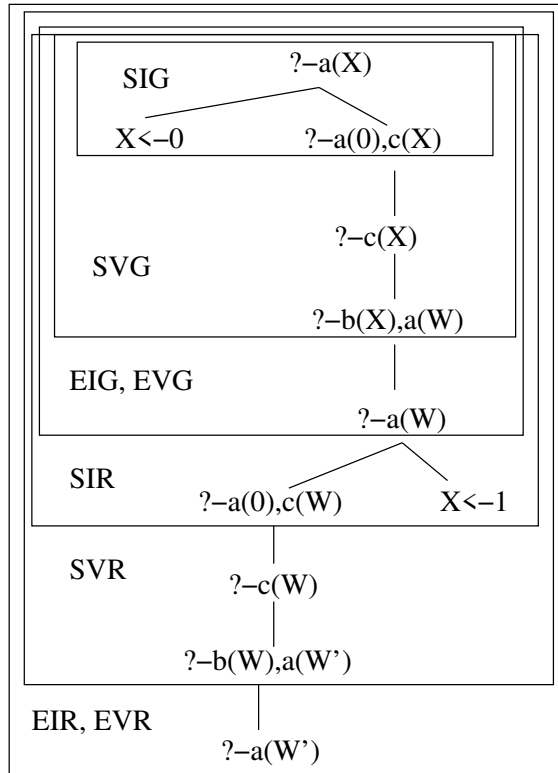 SIG
?–a(X)
X<–0
?–a(0),c(X)
?–c(X)
SVG
?–b(X),a(W)
EIG, EVG
?–a(W)
SIR
?–a(0),c(W)
X<–1
SVR
?–c(W)
?–b(W),a(W’)
EIR, EVR
?–a(W’)